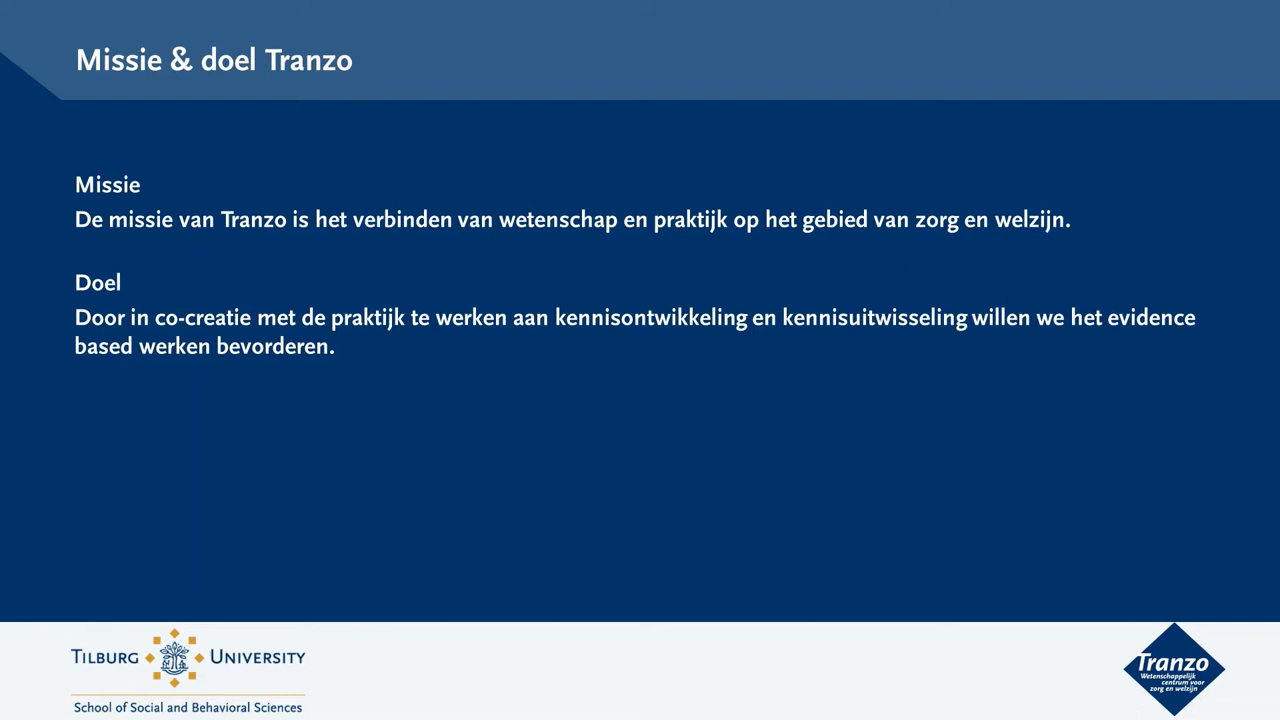 Missie & doel Tranzo
Missie
De missie van Tranzo is het verbinden van wetenschap en praktijk op het gebied van zorg en welzijn.
Doel
Door in co-creatie met de praktijk te werken aan kennisontwikkeling en kennisuitwisseling willen we het evidence
based werken bevorderen.
TILBURG UNIVERSITY
School of Social and Behavioral Sciences
Tranzo
Wetenschappelijk
centrum voor
zorg en welzijn